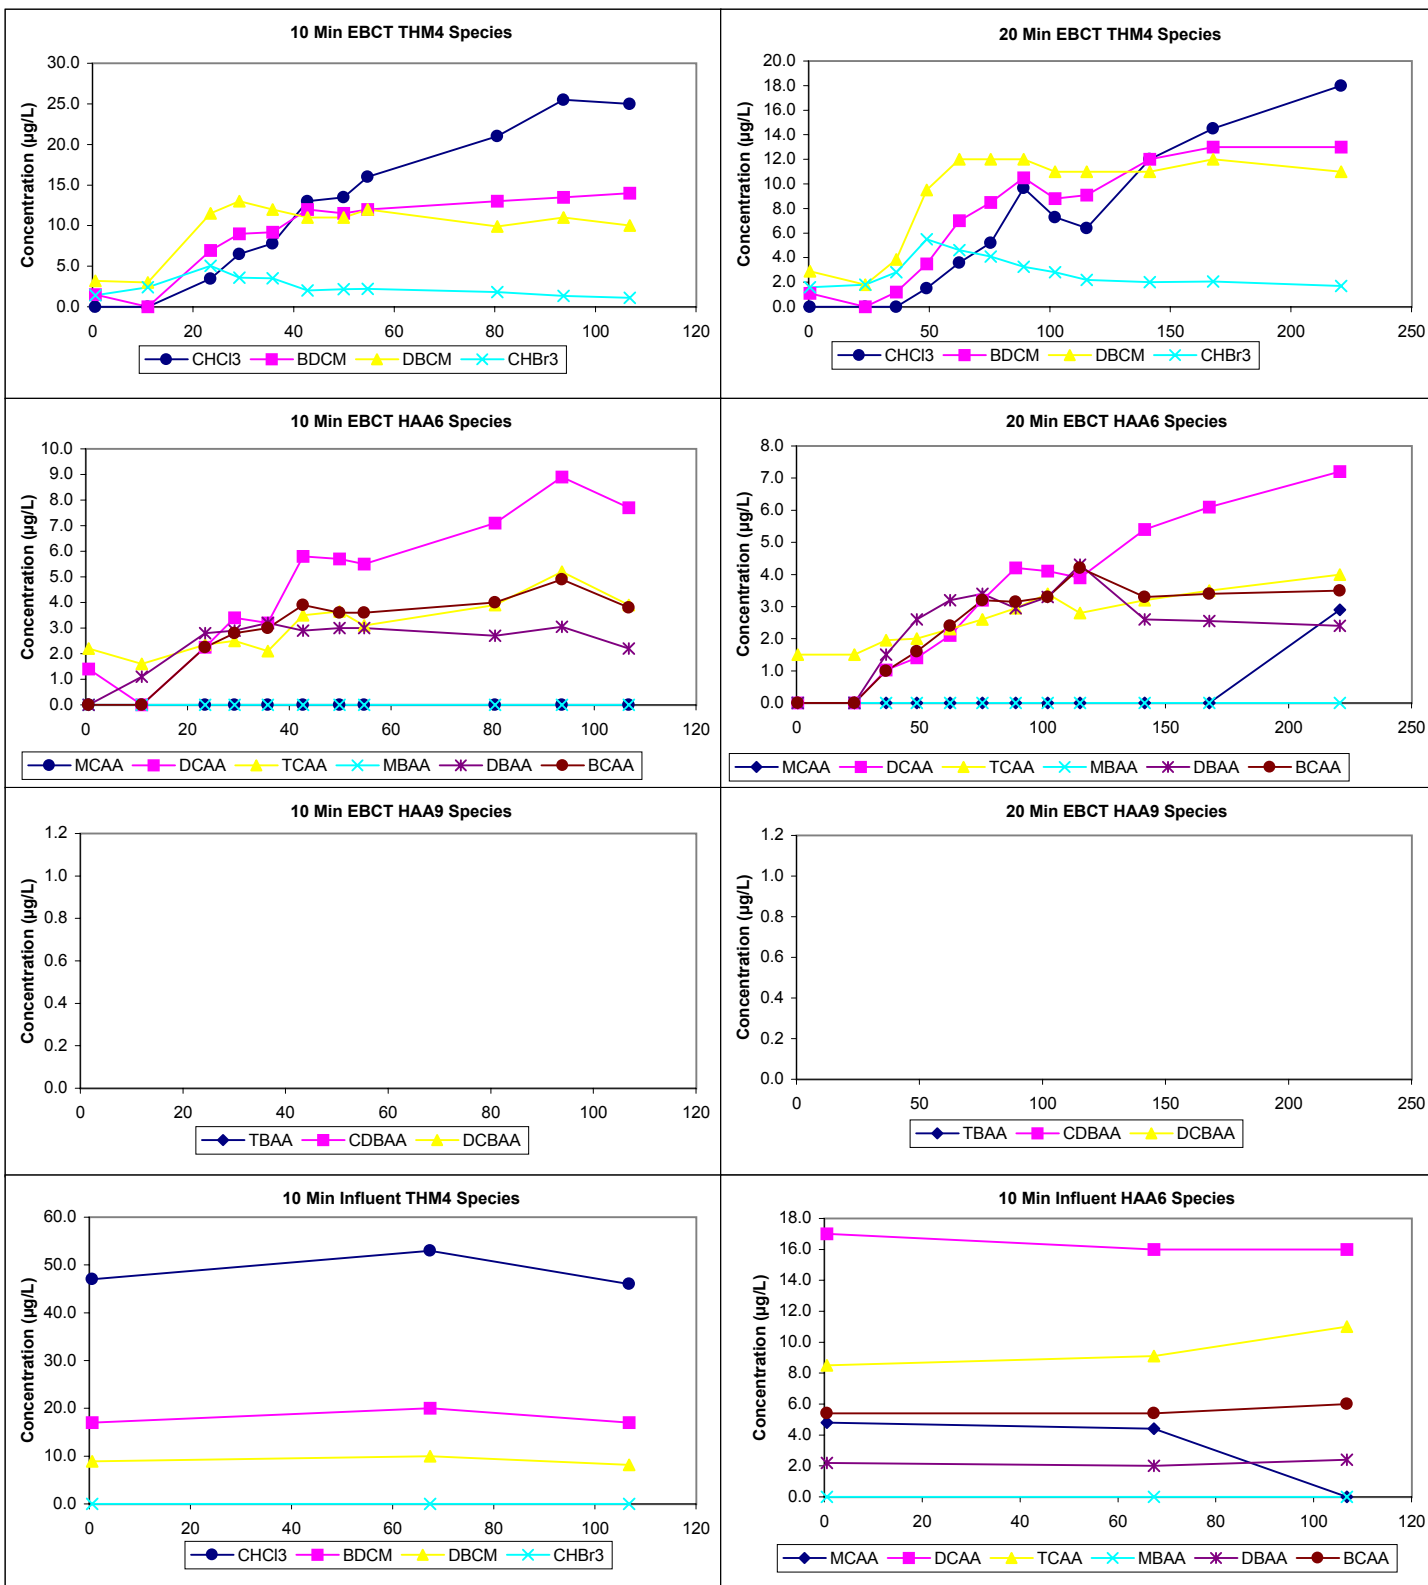 10 Min EBCT THM4 Species
Concentration (µg/L)
30.0
25.0
20.0
15.0
10.0
5.0
0.0
0 20 40 60 80 100 120
CHCl3 BDCM DBCM CHBr3
20 Min EBCT THM4 Species
Concentration (µg/L)
20.0
18.0
16.0
14.0
12.0
10.0
8.0
6.0
4.0
2.0
0.0
0 50 100 150 200 250
CHCl3 BDCM DBCM CHBr3
10 Min EBCT HAA6 Species
Concentration (µg/L)
10.0
9.0
8.0
7.0
6.0
5.0
4.0
3.0
2.0
1.0
0.0
0 20 40 60 80 100 120
MCAA DCAA TCAA MBAA DBAA BCAA
20 Min EBCT HAA6 Species
Concentration (µg/L)
8.0
7.0
6.0
5.0
4.0
3.0
2.0
1.0
0.0
0 50 100 150 200 250
MCAA DCAA TCAA MBAA DBAA BCAA
10 Min EBCT HAA9 Species
Concentration (µg/L)
1.2
1.0
0.8
0.6
0.4
0.2
0.0
0 20 40 60 80 100 120
TBAA CDBAA DCBAA
20 Min EBCT HAA9 Species
Concentration (µg/L)
1.2
1.0
0.8
0.6
0.4
0.2
0.0
0 50 100 150 200 250
TBAA CDBAA DCBAA
10 Min Influent THM4 Species
Concentration (µg/L)
60.0
50.0
40.0
30.0
20.0
10.0
0.0
0 20 40 60 80 100 120
CHCl3 BDCM DBCM CHBr3
10 Min Influent HAA6 Species
Concentration (µg/L)
18.0
16.0
14.0
12.0
10.0
8.0
6.0
4.0
2.0
0.0
0 20 40 60 80 100 120
MCAA DCAA TCAA MBAA DBAA BCAA